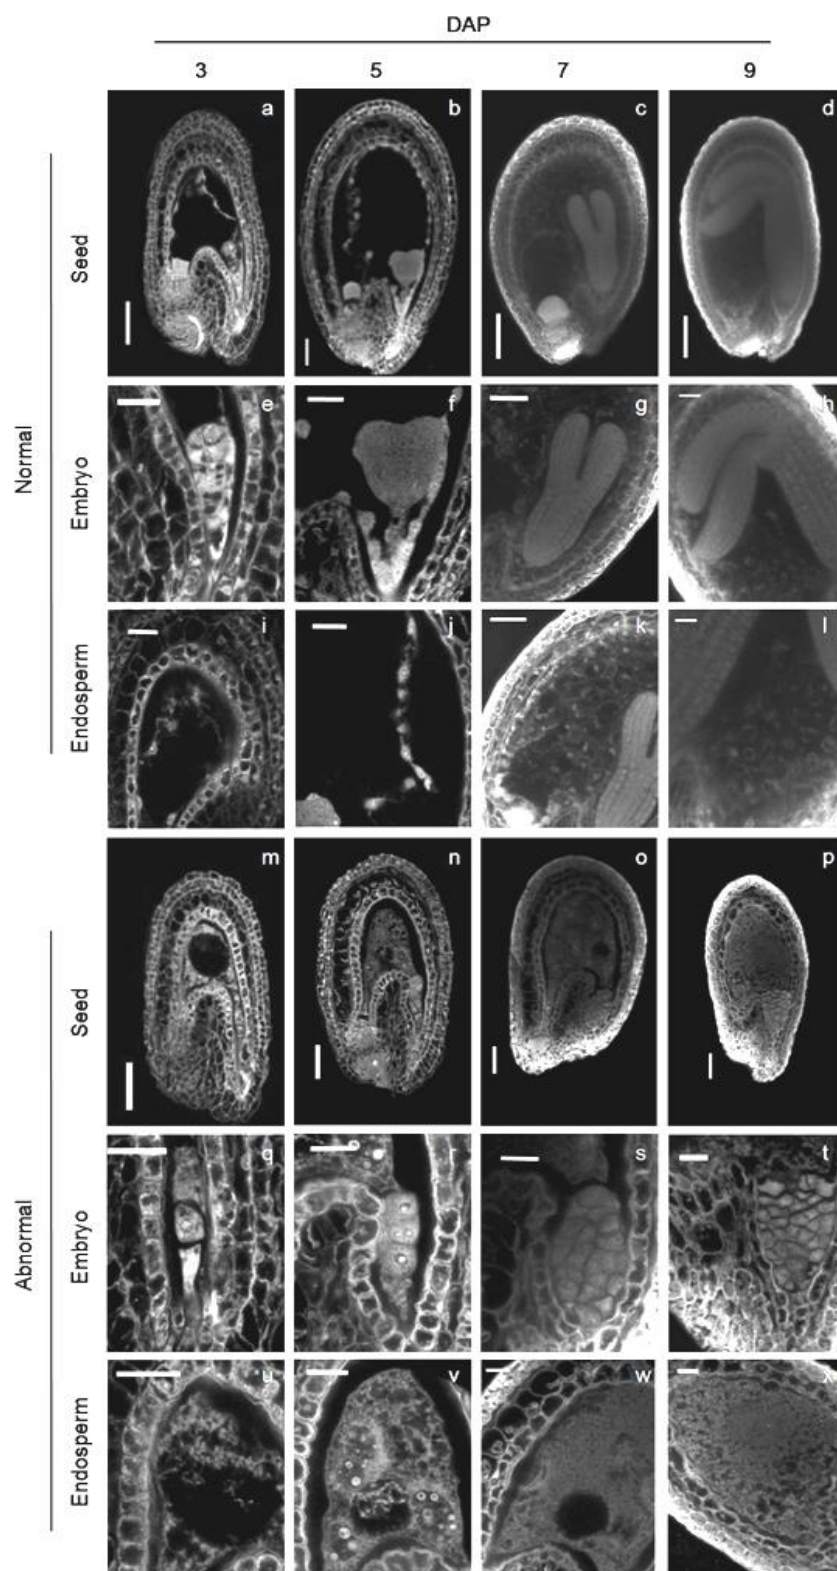 DAP
3 5 7 9
Normal
Seed
a b c d
Embryo
e f g h
Endosperm
i j k l
Abnormal
Seed
m n o p
Embryo
q r s t
Endosperm
u v w x